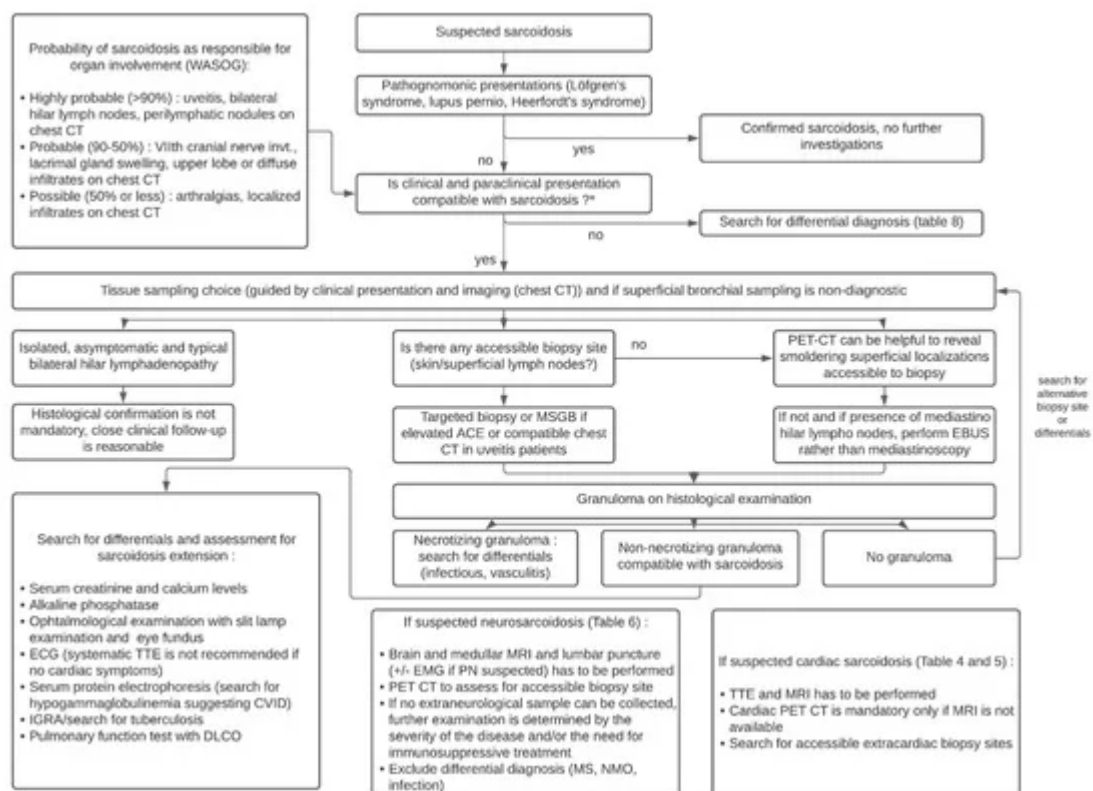 Probability of sarcoidosis as responsible for
organ involvement (WASOG):
• Highly probable (>90%) : uveitis, bilateral
hilar lymph nodes, perilymphatic nodules on
chest CT
• Probable (90-50%) : VIIth cranial nerve invt.,
lacrimal gland swelling, upper lobe or diffuse
infiltrates on chest CT
• Possible (50% or less) : arthralgias, localized
infiltrates on chest CT
Suspected sarcoidosis
Pathognomonic presentations (Löfgren's
syndrome, lupus pernio, Heerfordt's syndrome)
yes
Confirmed sarcoidosis, no further
investigations
no
Is clinical and paraclinical presentation
compatible with sarcoidosis ?*
no
Search for differential diagnosis (table 8)
yes
Tissue sampling choice (guided by clinical presentation and imaging (chest CT)) and if superficial bronchial sampling is non-diagnostic
Isolated, asymptomatic and typical
bilateral hilar lymphadenopathy
Histological confirmation is not
mandatory, close clinical follow-up
is reasonable
Is there any accessible biopsy site
(skin/superficial lymph nodes?)
no
PET-CT can be helpful to reveal
smoldering superficial localizations
accessible to biopsy
search for
alternative
biopsy site
or
differentials
Targeted biopsy or MSGB if
elevated ACE or compatible chest
CT in uveitis patients
If not and if presence of mediastino
hilar lympho nodes, perform EBUS
rather than mediastinoscopy
Granuloma on histological examination
Necrotizing granuloma :
search for differentials
(infectious, vasculitis)
Non-necrotizing granuloma
compatible with sarcoidosis
No granuloma
Search for differentials and assessment for
sarcoidosis extension :
• Serum creatinine and calcium levels
• Alkaline phosphatase
• Ophtalmological examination with slit lamp
examination and eye fundus
• ECG (systematic TTE is not recommended if
no cardiac symptoms)
• Serum protein electrophoresis (search for
hypogammaglobulinemia suggesting CVID)
• IGRA/search for tuberculosis
• Pulmonary function test with DLCO
If suspected neurosarcoidosis (Table 6) :
• Brain and medullar MRI and lumbar puncture
(+/- EMG if PN suspected) has to be performed
• PET CT to assess for accessible biopsy site
• If no extraneurological sample can be collected,
further examination is determined by the
severity of the disease and/or the need for
immunosuppressive treatment
• Exclude differential diagnosis (MS, NMO,
infection)
If suspected cardiac sarcoidosis (Table 4 and 5) :
• TTE and MRI has to be performed
• Cardiac PET CT is mandatory only if MRI is not
available
• Search for accessible extracardiac biopsy sites